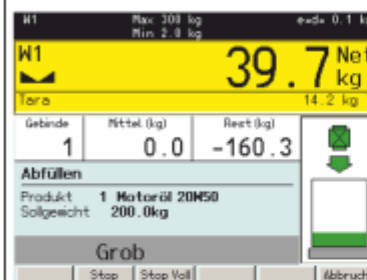 W1 Max 300 kg e=d= 0.1 k
Min 2.0 kg
W1
39.7 Net
kg
Tara 14.2 kg
Gebinde Mittel (kg) Rest (kg)
1 0.0 -160.3
Abfüllen
Produkt 1 Motoröl 20W50
Sollgewicht 200.0kg
Grob
Stop Stop Voll Abbruch